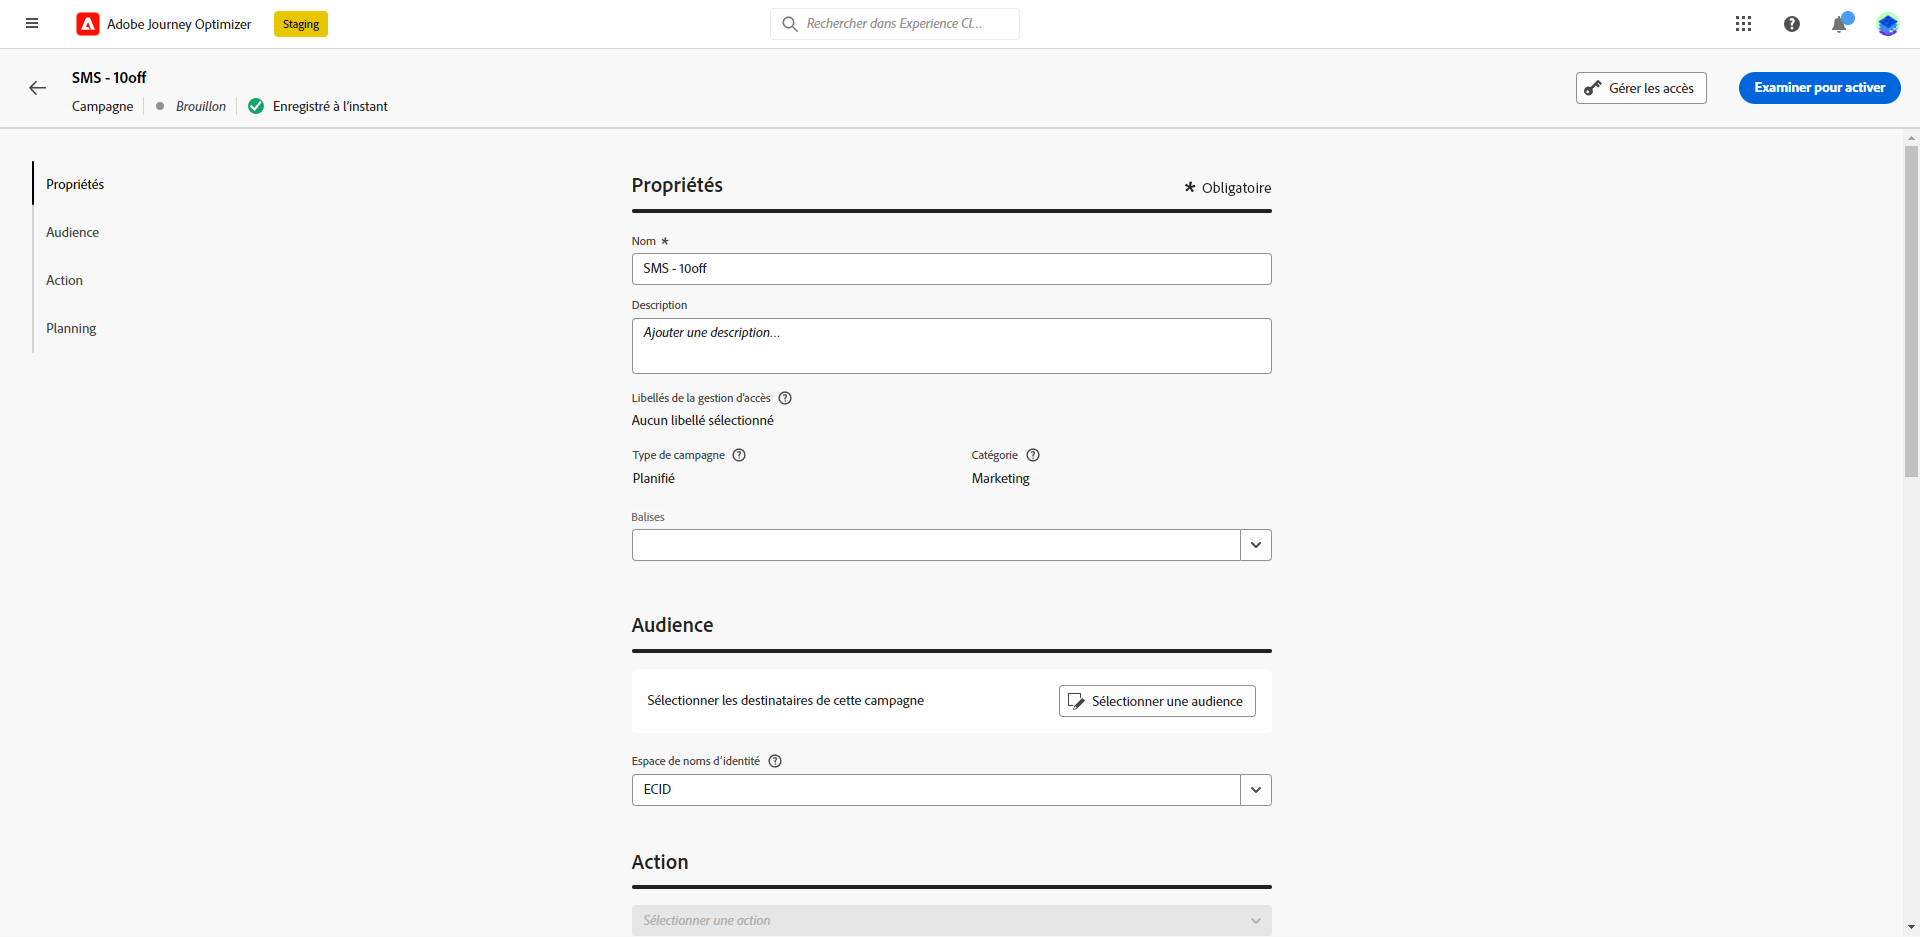 Adobe Journey Optimizer
Staging
Rechercher dans Experience Cl...
SMS - 10off
Campagne
Brouillon
Enregistré à l'instant
Gérer les accès
Examiner pour activer
Propriétés
Audience
Action
Planning
Propriétés
* Obligatoire
Nom *
SMS - 10off
Description
Ajouter une description...
Libellés de la gestion d'accès
Aucun libellé sélectionné
Type de campagne
Catégorie
Planifié
Marketing
Balises
Audience
Sélectionner les destinataires de cette campagne
Sélectionner une audience
Espace de noms d'identité
ECID
Action
Sélectionner une action